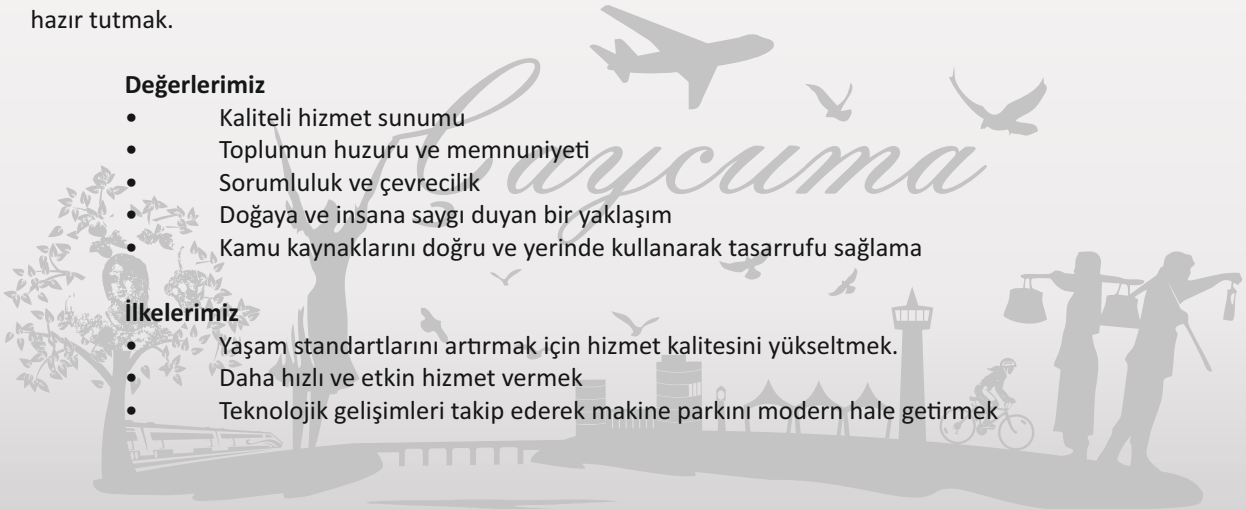 hazır tutmak.
Değerlerimiz
• Kaliteli hizmet sunumu
• Toplumun huzuru ve memnuniyeti
• Sorumluluk ve çevrecilik
• Doğaya ve insana saygı duyan bir yaklaşım
• Kamu kaynaklarını doğru ve yerinde kullanarak tasarrufu sağlama
Çaycuma
İlkelerimiz
• Yaşam standartlarını artırmak için hizmet kalitesini yükseltmek.
• Daha hızlı ve etkin hizmet vermek
• Teknolojik gelişimleri takip ederek makine parkını modern hale getirmek